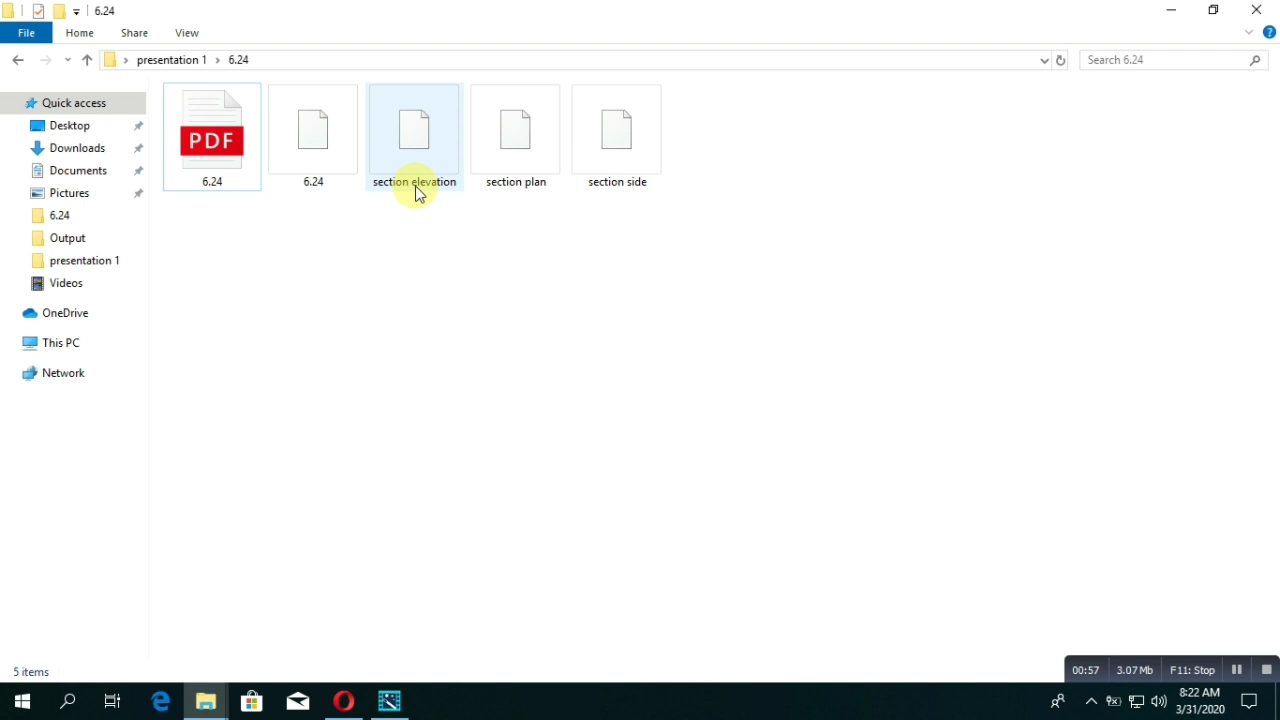 6.24
File Home Share View
presentation 1 6.24 Search 6.24
Quick access
Desktop
Downloads
Documents
Pictures
6.24
Output
presentation 1
Videos
OneDrive
This PC
Network
PDF
6.24 6.24 section elevation section plan section side
5 items
00:57 3.07 Mb F11: Stop
8:22 AM
3/31/2020